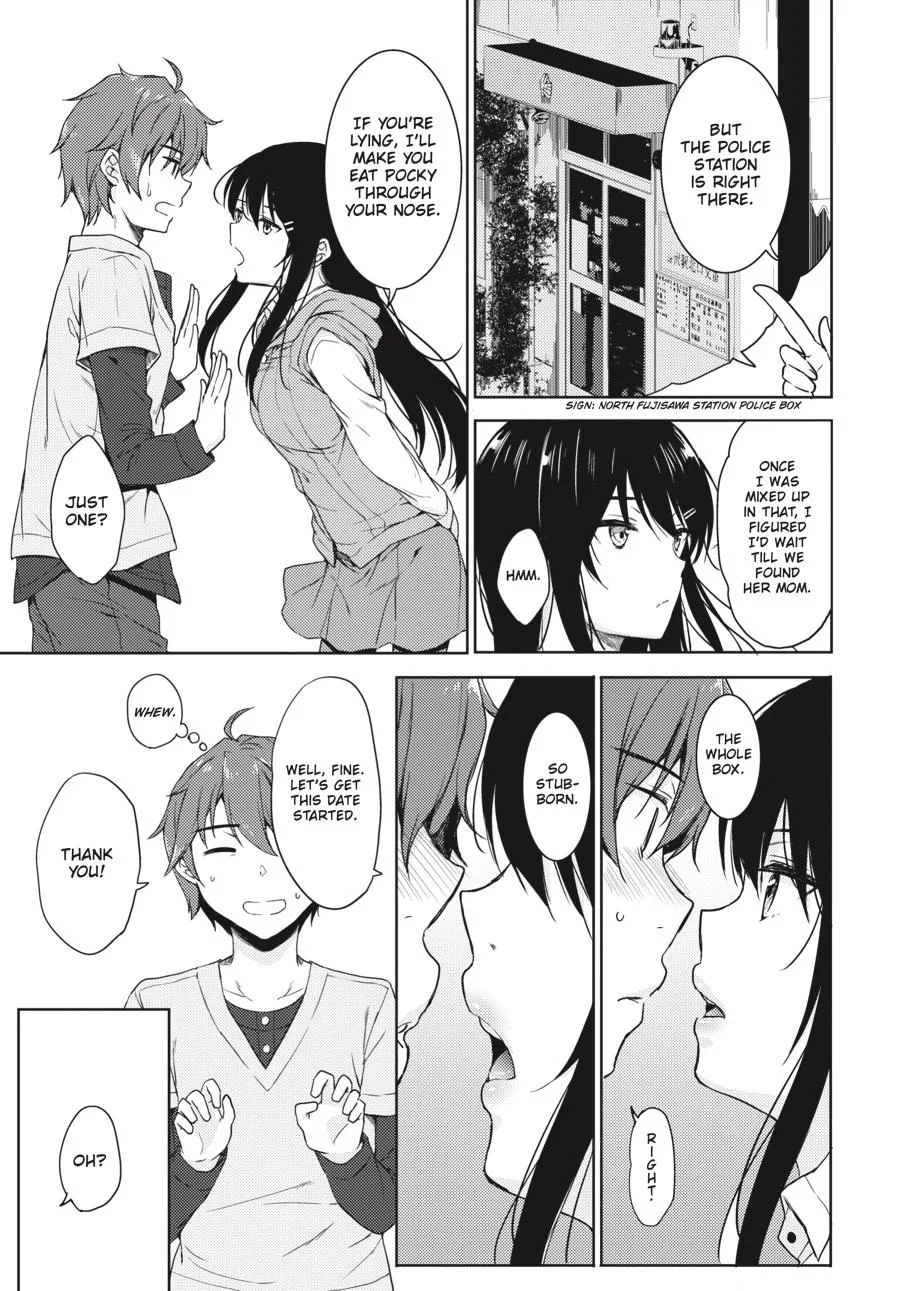 BUT
THE POLICE
STATION
IS RIGHT
THERE.
SIGN: NORTH FUJISAWA STATION POLICE BOX
ONCE
I WAS
MIXED UP
IN THAT, I
FIGURED
I'D WAIT
TILL WE
FOUND
HER MOM.
HMM.
IF YOU'RE
LYING, I'LL
MAKE YOU
EAT POCKY
THROUGH
YOUR NOSE.
JUST
ONE?
THE
WHOLE
BOX.
RIGHT.
SO
STUB-
BORN.
WELL, FINE.
LET'S GET
THIS DATE
STARTED.
WHEW.
THANK
YOU!
OH?